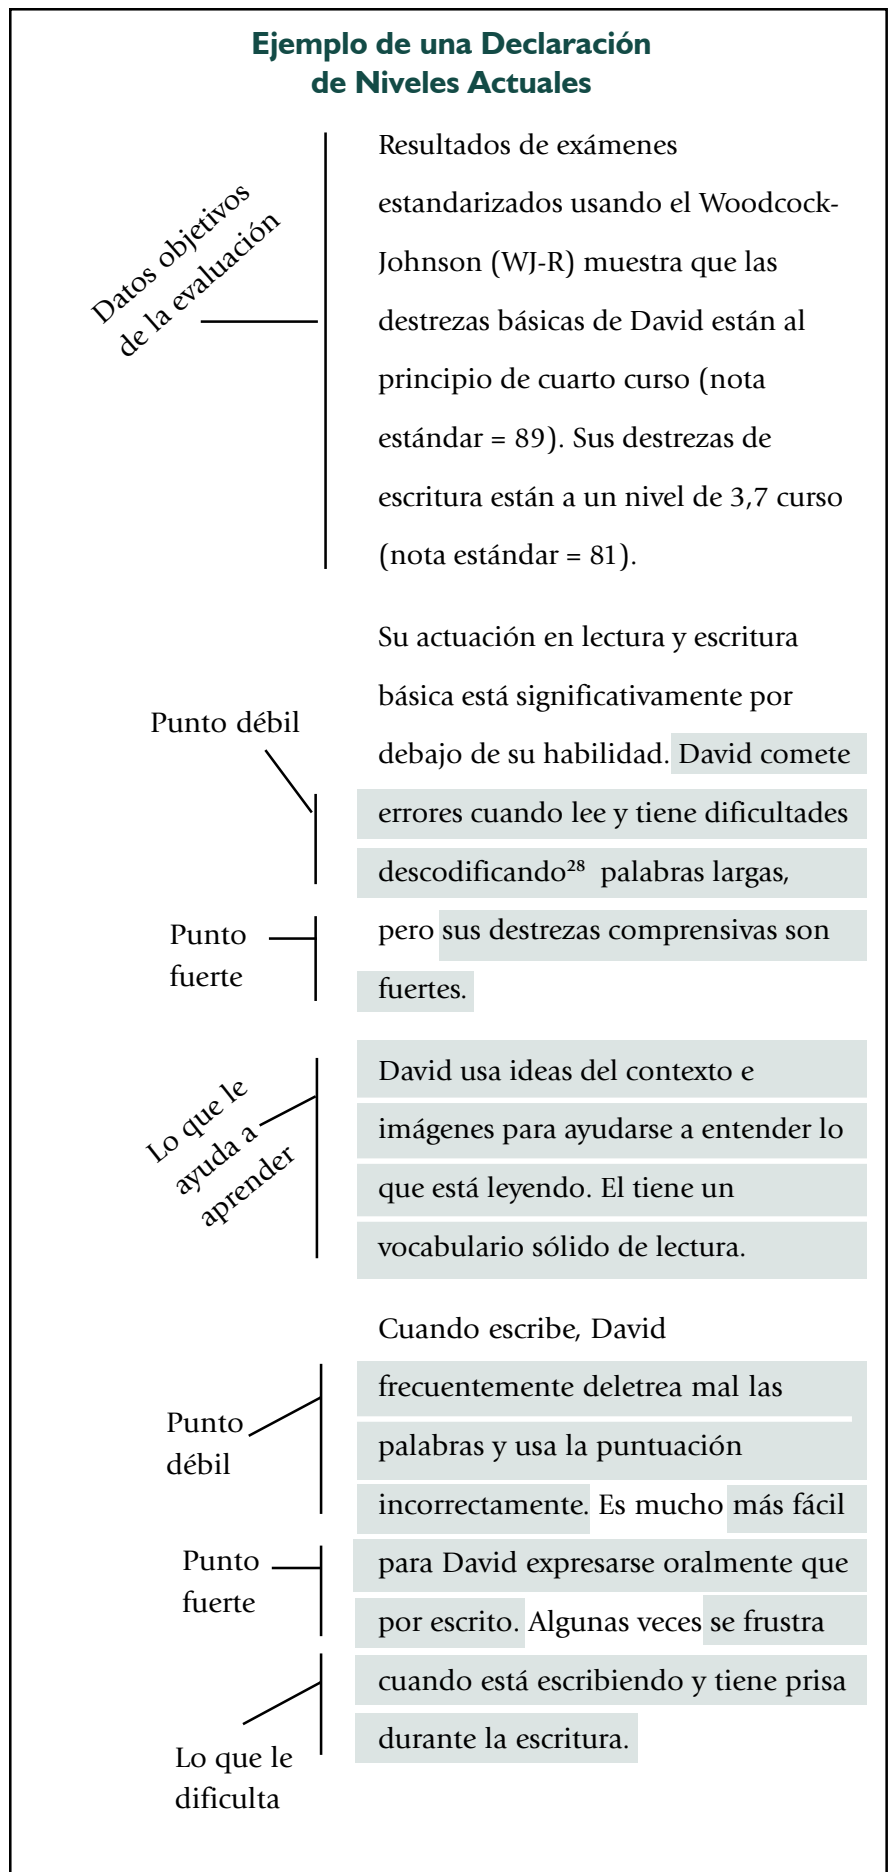 Ejemplo de una Declaración
de Niveles Actuales
Datos objetivos
de la evaluación
Resultados de exámenes
estandarizados usando el Woodcock-
Johnson (WJ-R) muestra que las
destrezas básicas de David están al
principio de cuarto curso (nota
estándar = 89). Sus destrezas de
escritura están a un nivel de 3,7 curso
(nota estándar = 81).
Su actuación en lectura y escritura
básica está significativamente por
Punto débil
debajo de su habilidad. David comete
errores cuando lee y tiene dificultades
descodificando²⁸ palabras largas,
Punto
fuerte
pero sus destrezas comprensivas son
fuertes.
Lo que le
ayuda a
aprender
David usa ideas del contexto e
imágenes para ayudarse a entender lo
que está leyendo. El tiene un
vocabulario sólido de lectura.
Cuando escribe, David
Punto
débil
frecuentemente deletrea mal las
palabras y usa la puntuación
incorrectamente. Es mucho más fácil
Punto
fuerte
para David expresarse oralmente que
por escrito. Algunas veces se frustra
cuando está escribiendo y tiene prisa
durante la escritura.
Lo que le
dificulta